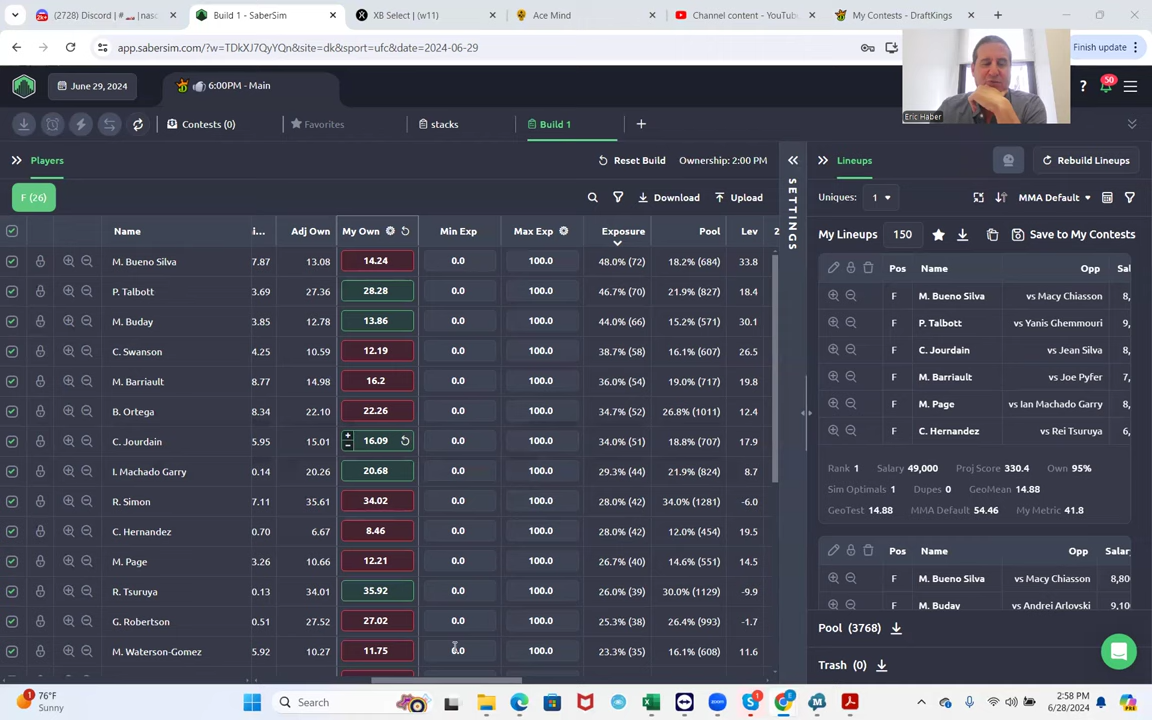 (2728) Discord | # 🏎️ | nasc
Build 1 - SaberSim
XB Select | (w11)
Ace Mind
Channel content - YouTub
My Contests - DraftKings
app.sabersim.com/?w=TDkXJ7QyYQn&site=dk&sport=ufc&date=2024-06-29
Finish update
June 29, 2024
6:00PM - Main
50
?
Eric Haber
Contests (0)
Favorites
stacks
Build 1
Players
Reset Build
Ownership: 2:00 PM
Lineups
Rebuild Lineups
F (26)
Download
Upload
SETTINGS
Uniques:
1
MMA Default
My Lineups
150
Save to My Contests
Name
i...
Adj Own
My Own
Min Exp
Max Exp
Exposure
Pool
Lev
2
M. Bueno Silva 7.87 13.08 14.24 0.0 100.0 48.0% (72) 18.2% (684) 33.8
P. Talbott 3.69 27.36 28.28 0.0 100.0 46.7% (70) 21.9% (827) 18.4
M. Buday 3.85 12.78 13.86 0.0 100.0 44.0% (66) 15.2% (571) 30.1
C. Swanson 4.25 10.59 12.19 0.0 100.0 38.7% (58) 16.1% (607) 26.5
M. Barriault 8.77 14.98 16.2 0.0 100.0 36.0% (54) 19.0% (717) 19.8
B. Ortega 8.34 22.10 22.26 0.0 100.0 34.7% (52) 26.8% (1011) 12.4
C. Jourdain 5.95 15.01 + - 16.09 0.0 100.0 34.0% (51) 18.8% (707) 17.9
I. Machado Garry 0.14 20.26 20.68 0.0 100.0 29.3% (44) 21.9% (824) 8.7
R. Simon 7.11 35.61 34.02 0.0 100.0 28.0% (42) 34.0% (1281) -6.0
C. Hernandez 0.70 6.67 8.46 0.0 100.0 28.0% (42) 12.0% (454) 19.5
M. Page 3.26 10.66 12.21 0.0 100.0 26.7% (40) 14.6% (551) 14.5
R. Tsuruya 0.13 34.01 35.92 0.0 100.0 26.0% (39) 30.0% (1129) -9.9
G. Robertson 0.51 27.52 27.02 0.0 100.0 25.3% (38) 26.4% (993) -1.7
M. Waterson-Gomez 5.92 10.27 11.75 0.0 100.0 23.3% (35) 16.1% (608) 11.6
Pos Name Opp Sal
F M. Bueno Silva vs Macy Chiasson 8,
F P. Talbott vs Yanis Ghemmouri 9,
F C. Jourdain vs Jean Silva 8,
F M. Barriault vs Joe Pyfer 7,
F M. Page vs Ian Machado Garry 8,
F C. Hernandez vs Rei Tsuruya 6,
Rank 1 Salary 49,000 Proj Score 330.4 Own 95%
Sim Optimals 1 Dupes 0 GeoMean 14.88
GeoTest 14.88 MMA Default 54.46 My Metric 41.8
Pos Name Opp Salar
F M. Bueno Silva vs Macy Chiasson 8,80
F M. Buday vs Andrei Arlovski 9,10
Pool (3768)
Trash (0)
76°F
Sunny
1
Search
1
2:58 PM
6/28/2024
PRE